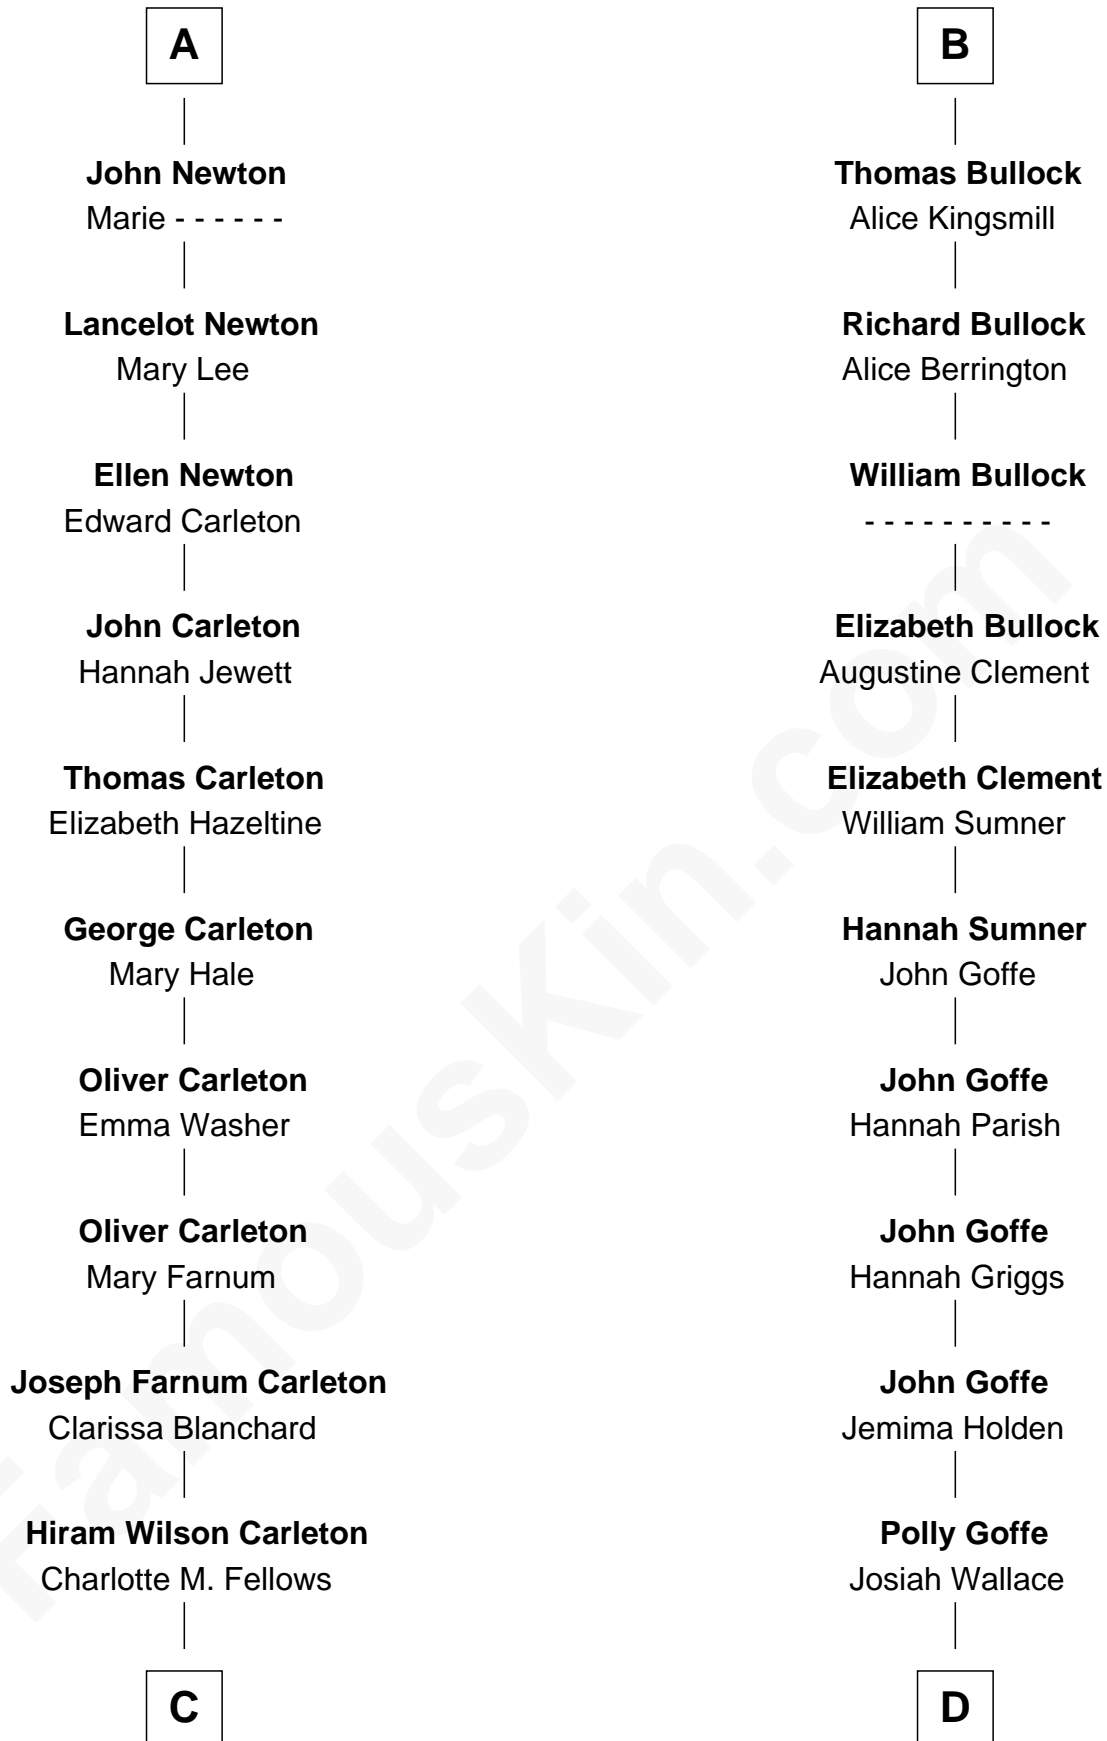 A
John Newton
Marie - - - - - -
Lancelot Newton
Mary Lee
Ellen Newton
Edward Carleton
John Carleton
Hannah Jewett
Thomas Carleton
Elizabeth Hazeltine
George Carleton
Mary Hale
Oliver Carleton
Emma Washer
Oliver Carleton
Mary Farnum
Joseph Farnum Carleton
Clarissa Blanchard
Hiram Wilson Carleton
Charlotte M. Fellows
C
B
Thomas Bullock
Alice Kingsmill
Richard Bullock
Alice Berrington
William Bullock
- - - - - - - - - -
Elizabeth Bullock
Augustine Clement
Elizabeth Clement
William Sumner
Hannah Sumner
John Goffe
John Goffe
Hannah Parish
John Goffe
Hannah Griggs
John Goffe
Jemima Holden
Polly Goffe
Josiah Wallace
D
FamousKin.com